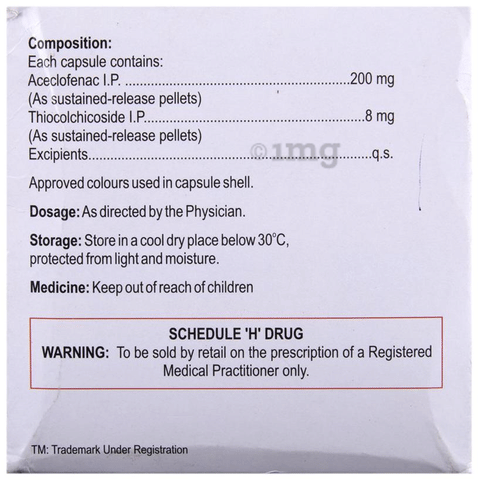 Composition:
Each capsule contains:
Aceclofenac I.P. ......................................................200 mg
(As sustained-release pellets)
Thiocolchicoside I.P......................................................8 mg
(As sustained-release pellets)
Excipients.....................................................................q.s.
©1mg
Approved colours used in capsule shell.
Dosage: As directed by the Physician.
Storage: Store in a cool dry place below 30°C,
protected from light and moisture.
Medicine: Keep out of reach of children
SCHEDULE 'H' DRUG
WARNING: To be sold by retail on the prescription of a Registered
Medical Practitioner only.
TM: Trademark Under Registration